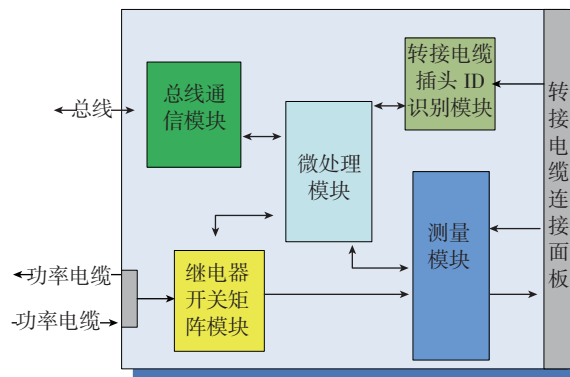 总线
总线通
信模块
转接电缆
插头 ID
识别模块
微处理
模块
测量
模块
功率电缆
功率电缆
继电器
开关矩
阵模块
转接电缆连接面板